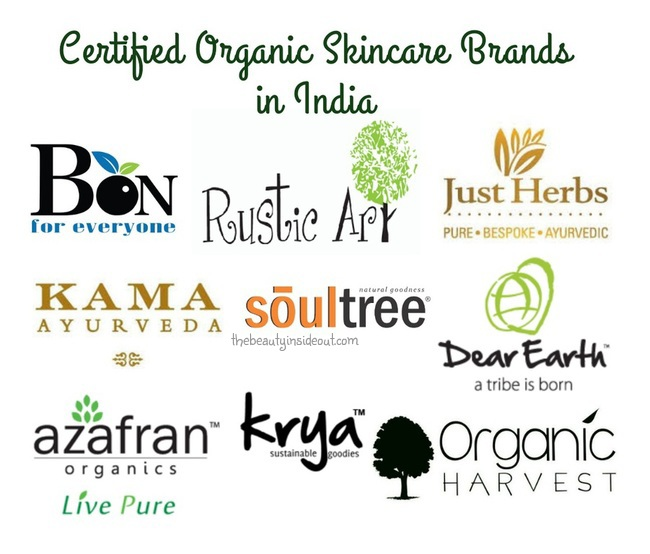 Certified Organic Skincare Brands
in India
BON
for everyone
Rustic Art
Just Herbs
PURE • BESPOKE • AYURVEDIC
KAMA
AYURVEDA
natural goodness
sōultree®
thebeautyinsideout.com
Dear Earth™
a tribe is born
azafran™
organics
Live Pure
krya™
sustainable goodies
Organic
HARVEST